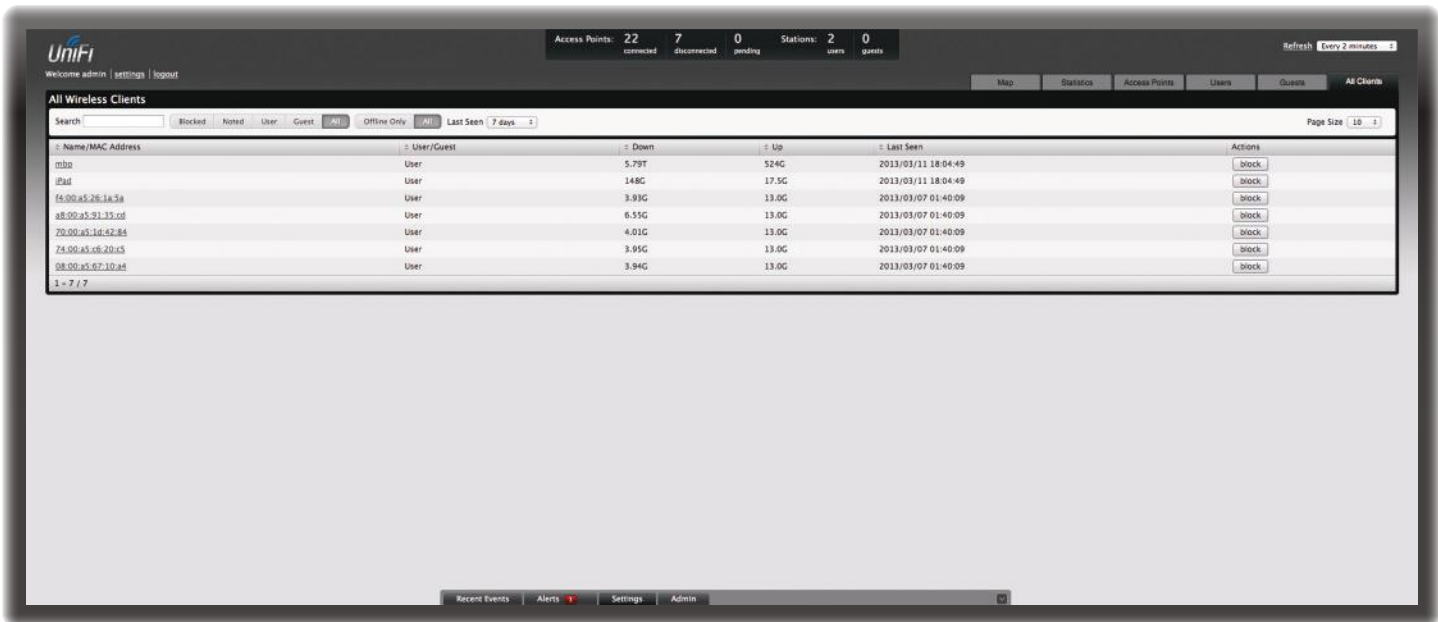 UniFi
Access Points: 22 connected 7 disconnected 0 pending Stations: 2 users 0 guests
Refresh Every 2 minutes
Welcome admin | settings | logout
Map Statistics Access Points Users Guests All Clients
All Wireless Clients
Search Blocked Noted User Guest All Offline Only All Last Seen 7 days Page Size 10
Name/MAC Address User/Guest Down Up Last Seen Actions
mbp User 5.79T 524G 2013/03/11 18:04:49 block
iPad User 148G 17.5G 2013/03/11 18:04:49 block
f4:00:a5:26:1a:5a User 3.93G 13.0G 2013/03/07 01:40:09 block
a8:00:a5:91:35:cd User 6.55G 13.0G 2013/03/07 01:40:09 block
70:00:a5:1d:42:84 User 4.01G 13.0G 2013/03/07 01:40:09 block
74:00:a5:c6:20:c5 User 3.95G 13.0G 2013/03/07 01:40:09 block
08:00:a5:67:10:a4 User 3.94G 13.0G 2013/03/07 01:40:09 block
1 - 7 / 7
Recent Events Alerts Settings Admin